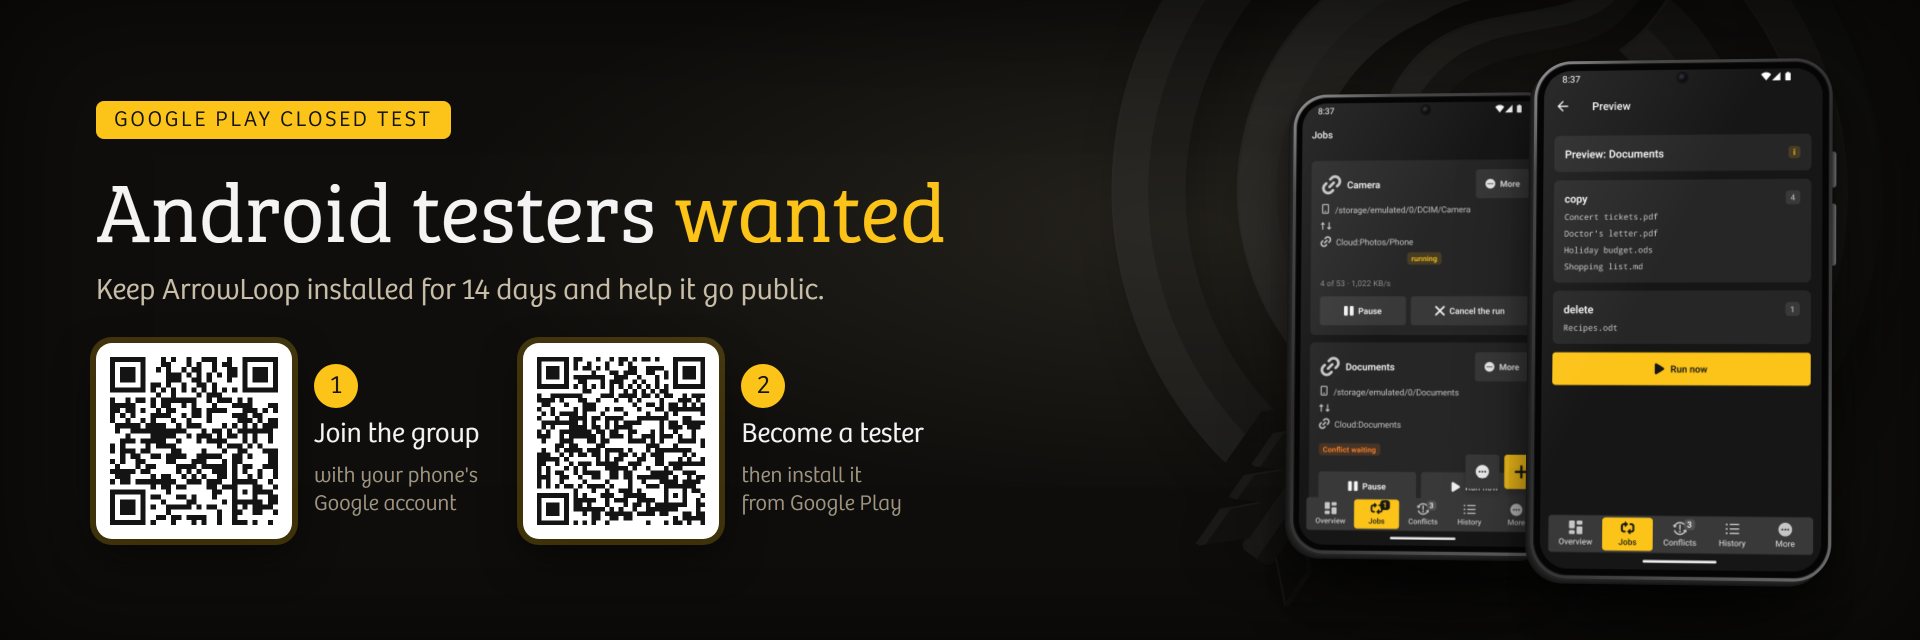 GOOGLE PLAY CLOSED TEST
Android testers wanted
Keep ArrowLoop installed for 14 days and help it go public.
1
Join the group
with your phone's
Google account
2
Become a tester
then install it
from Google Play
8:37
Jobs
Camera
More
/storage/emulated/0/DCIM/Camera
Cloud:Photos/Phone
running
4 of 53 · 1,022 KB/s
Pause
Cancel the run
Documents
More
/storage/emulated/0/Documents
Cloud:Documents
Conflict waiting
Pause
Overview
Jobs 1
Conflicts 3
History
More
8:37
Preview
Preview: Documents
copy 4
Concert tickets.pdf
Doctor's letter.pdf
Holiday budget.ods
Shopping list.md
delete 1
Recipes.odt
Run now
Overview
Jobs
Conflicts 3
History
More